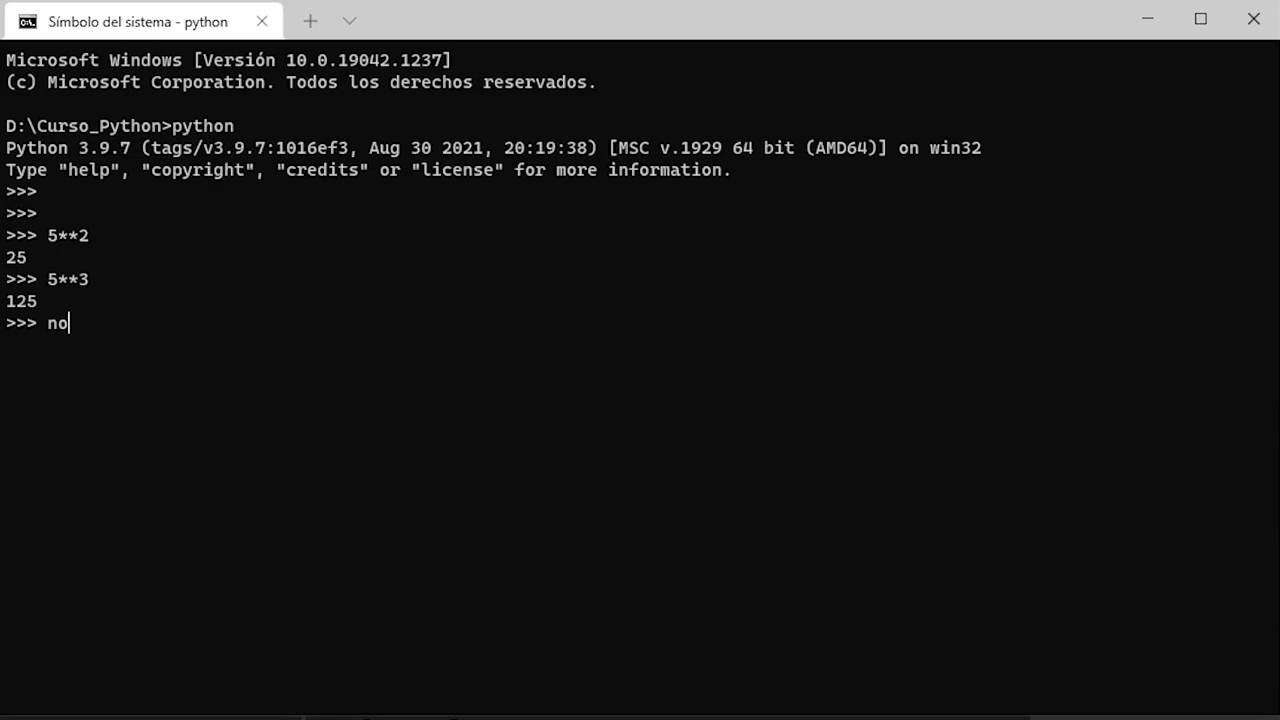 Símbolo del sistema - python
Microsoft Windows [Versión 10.0.19042.1237]
(c) Microsoft Corporation. Todos los derechos reservados.
D:\Curso_Python>python
Python 3.9.7 (tags/v3.9.7:1016ef3, Aug 30 2021, 20:19:38) [MSC v.1929 64 bit (AMD64)] on win32
Type "help", "copyright", "credits" or "license" for more information.
>>>
>>>
>>> 5**2
25
>>> 5**3
125
>>> no